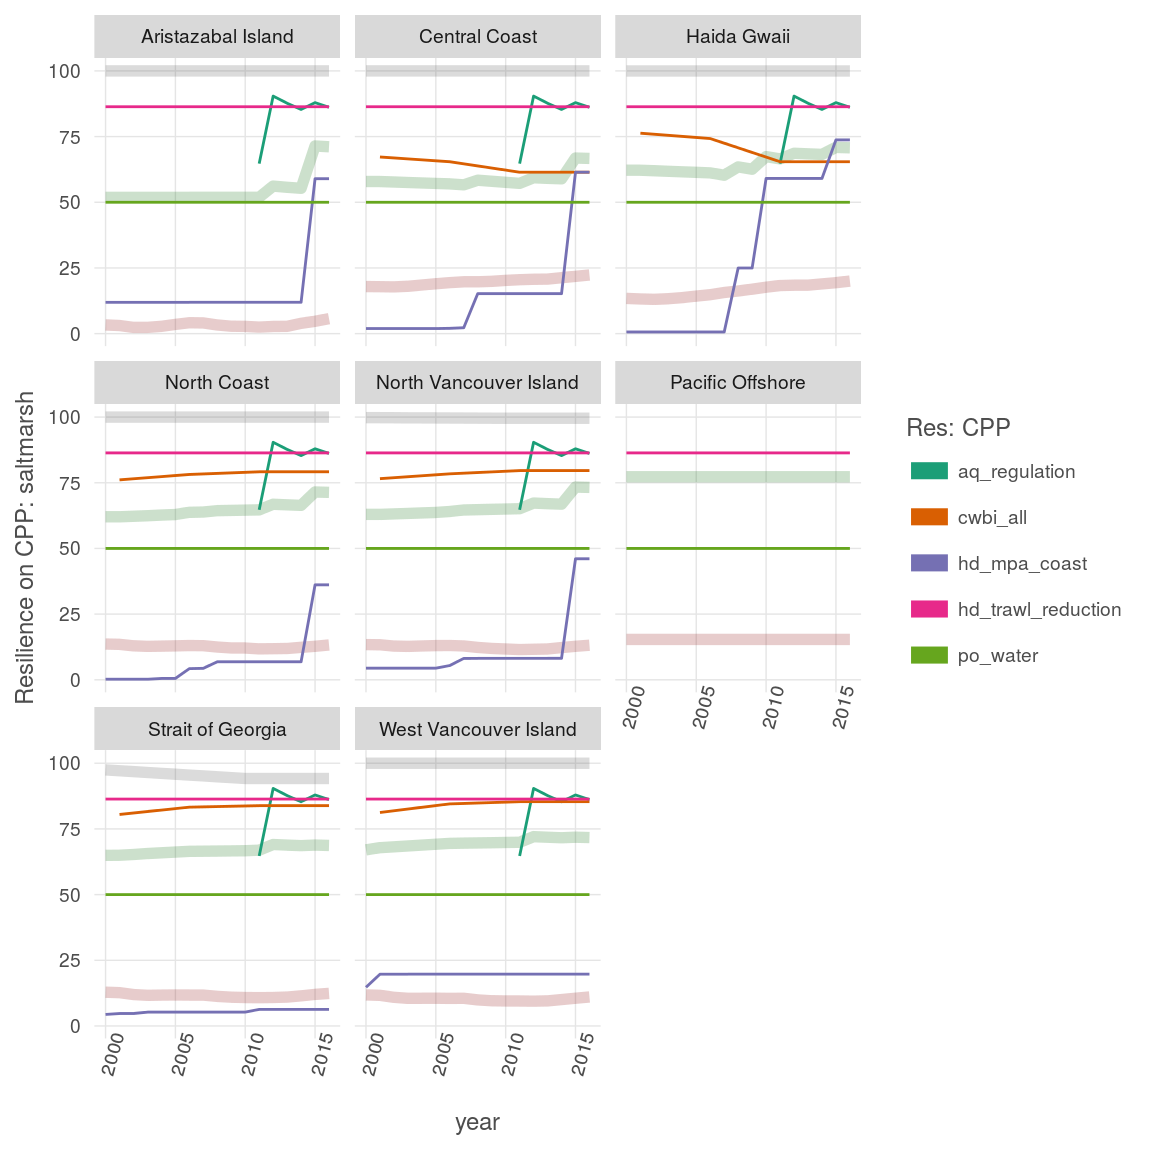 Aristazabal Island
Central Coast
Haida Gwaii
100
75
50
25
0
North Coast
North Vancouver Island
Pacific Offshore
100
75
50
25
0
2000
2005
2010
2015
Strait of Georgia
West Vancouver Island
100
75
50
25
0
2000
2005
2010
2015
2000
2005
2010
2015
year
Resilience on CPP: saltmarsh
Res: CPP
aq_regulation
cwbi_all
hd_mpa_coast
hd_trawl_reduction
po_water